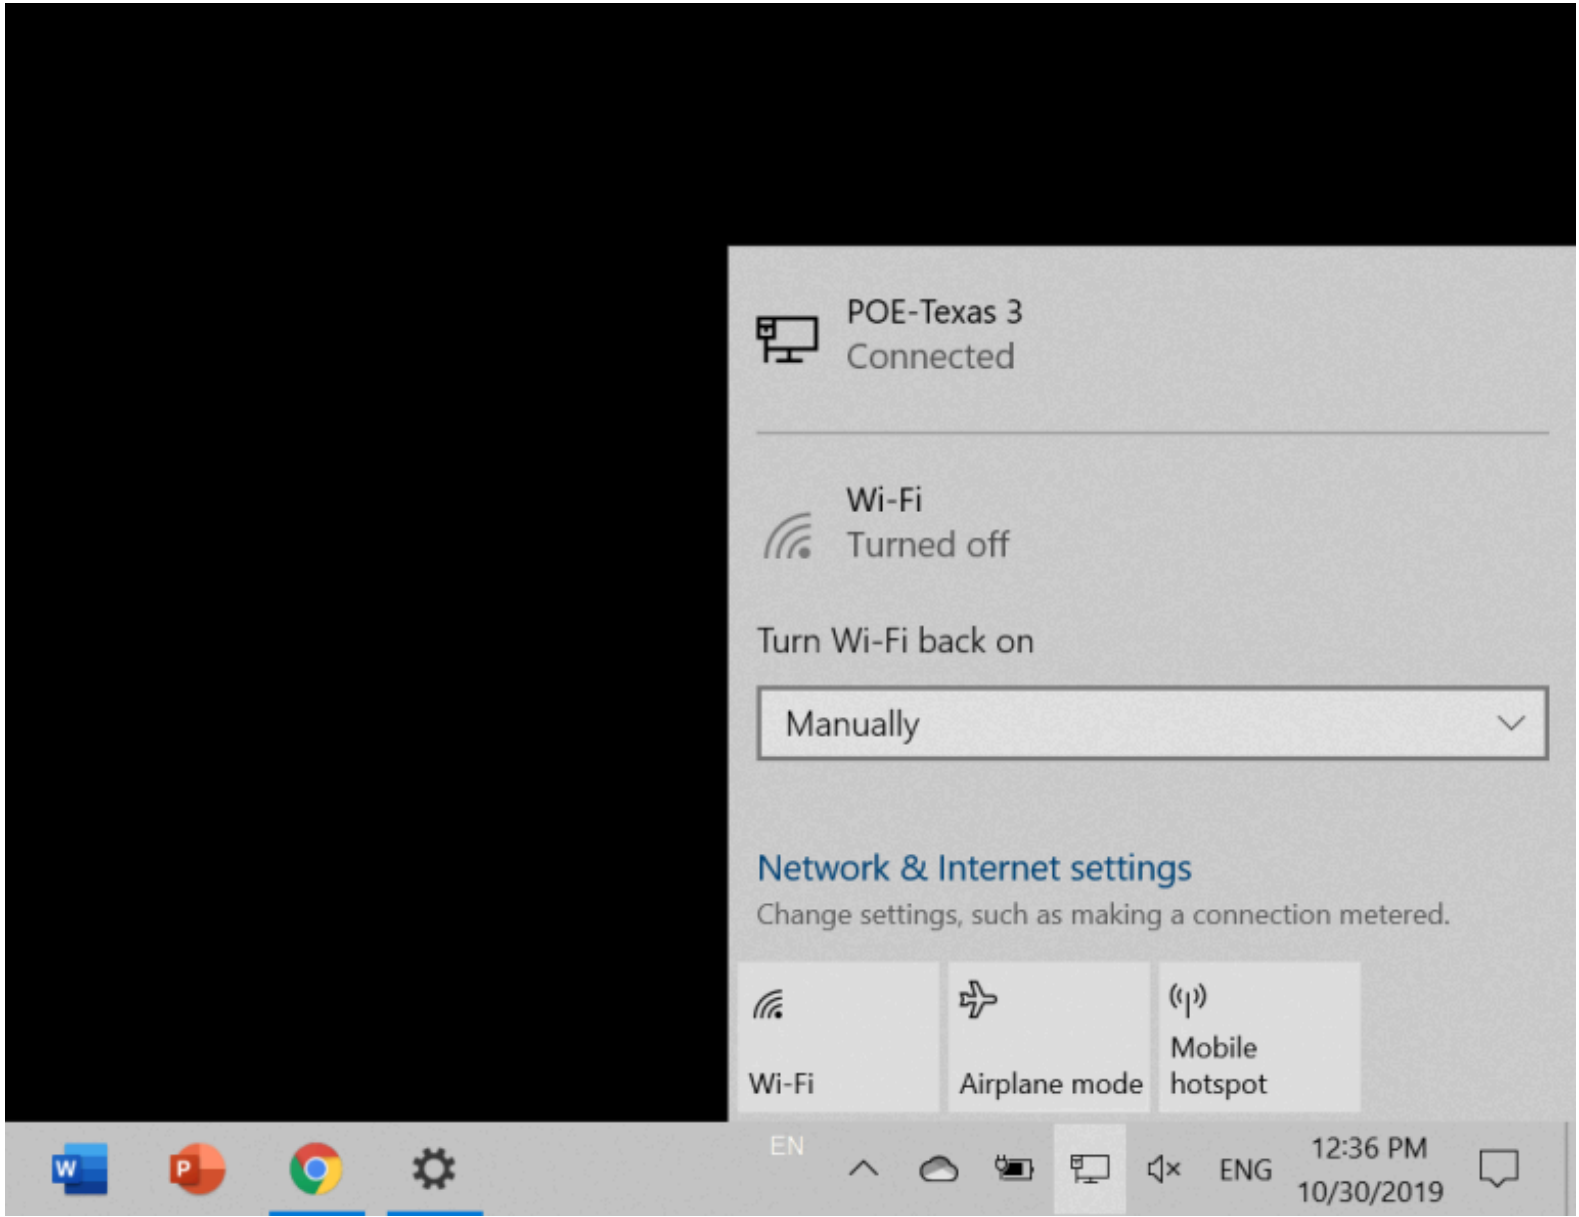 POE-Texas 3
Connected
Wi-Fi
Turned off
Turn Wi-Fi back on
Manually
Network & Internet settings
Change settings, such as making a connection metered.
Wi-Fi
Airplane mode
Mobile
hotspot
W
P
EN
ENG
12:36 PM
10/30/2019